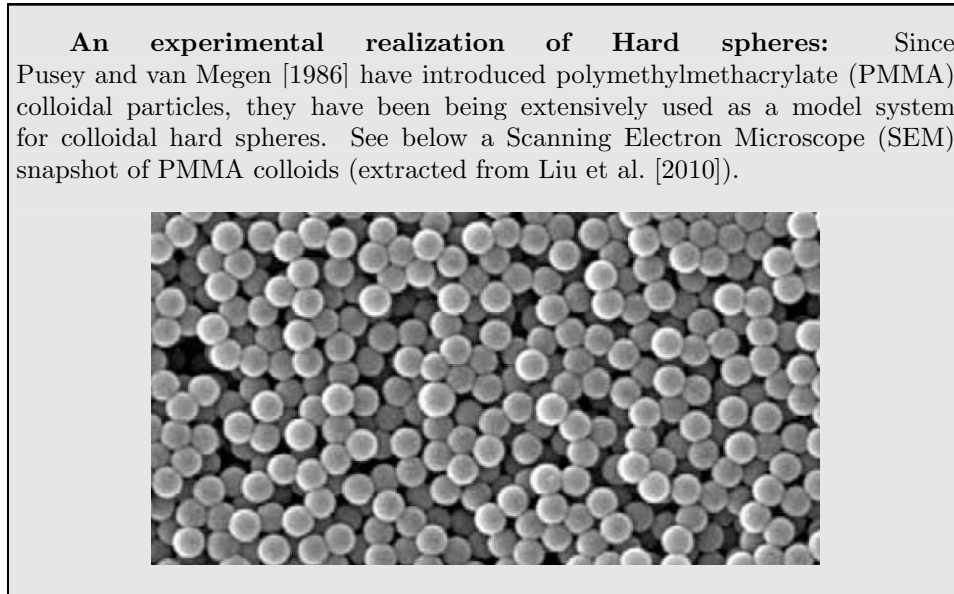 An experimental realization of Hard spheres: Since
Pusey and van Megen [1986] have introduced polymethylmethacrylate (PMMA)
colloidal particles, they have been being extensively used as a model system
for colloidal hard spheres. See below a Scanning Electron Microscope (SEM)
snapshot of PMMA colloids (extracted from Liu et al. [2010]).